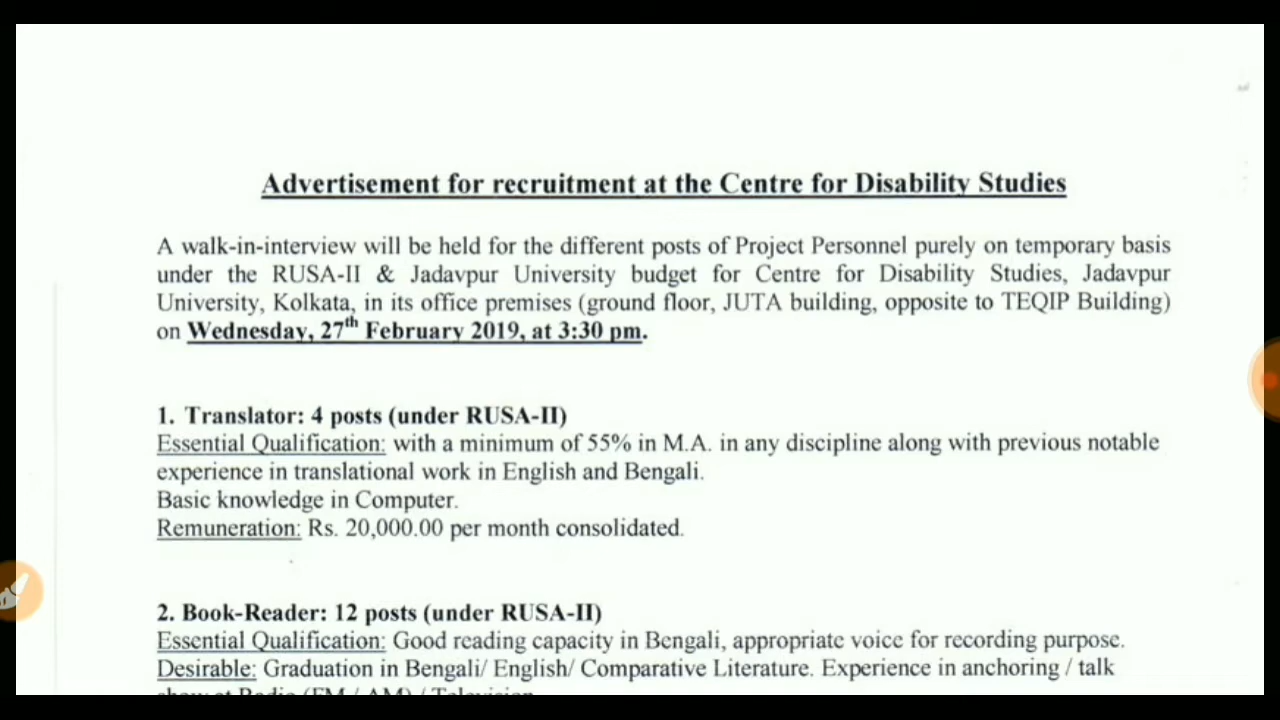 Advertisement for recruitment at the Centre for Disability Studies
A walk-in-interview will be held for the different posts of Project Personnel purely on temporary basis
under the RUSA-II & Jadavpur University budget for Centre for Disability Studies, Jadavpur
University, Kolkata, in its office premises (ground floor, JUTA building, opposite to TEQIP Building)
on Wednesday, 27th February 2019, at 3:30 pm.
1. Translator: 4 posts (under RUSA-II)
Essential Qualification: with a minimum of 55% in M.A. in any discipline along with previous notable
experience in translational work in English and Bengali.
Basic knowledge in Computer.
Remuneration: Rs. 20,000.00 per month consolidated.
2. Book-Reader: 12 posts (under RUSA-II)
Essential Qualification: Good reading capacity in Bengali, appropriate voice for recording purpose.
Desirable: Graduation in Bengali/ English/ Comparative Literature. Experience in anchoring / talk
show at Radio (FM / AM) / Television